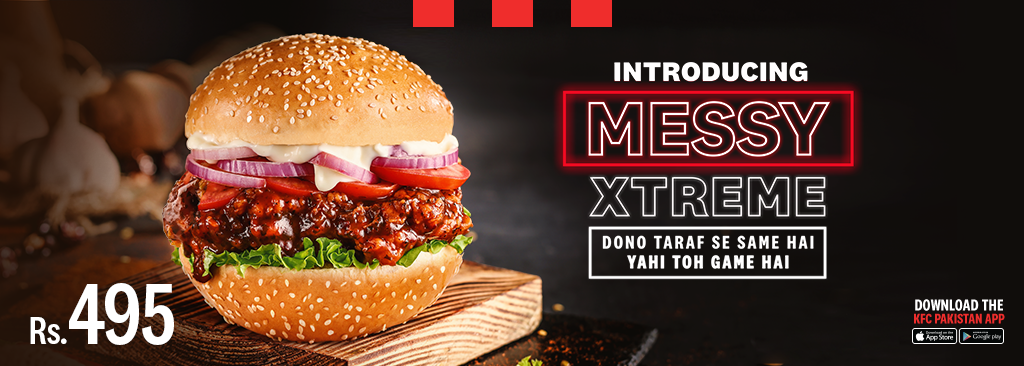 INTRODUCING
MESSY
XTREME
DONO TARAF SE SAME HAI
YAHI TOH GAME HAI
Rs.495
DOWNLOAD THE
KFC PAKISTAN APP
App Store
Google play